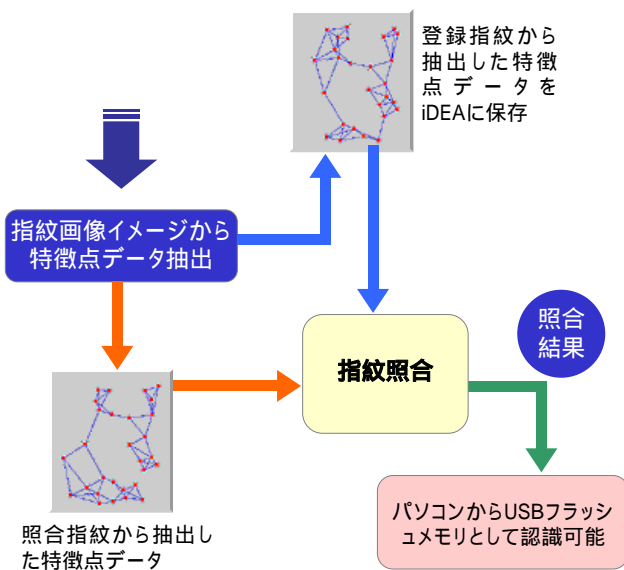 登録指紋から
抽出した特徴
点データを
iDEAに保存
指紋画像イメージから
特徴点データ抽出
照合
結果
指紋照合
パソコンからUSBフラッシ
ュメモリとして認識可能
照合指紋から抽出し
た特徴点データ